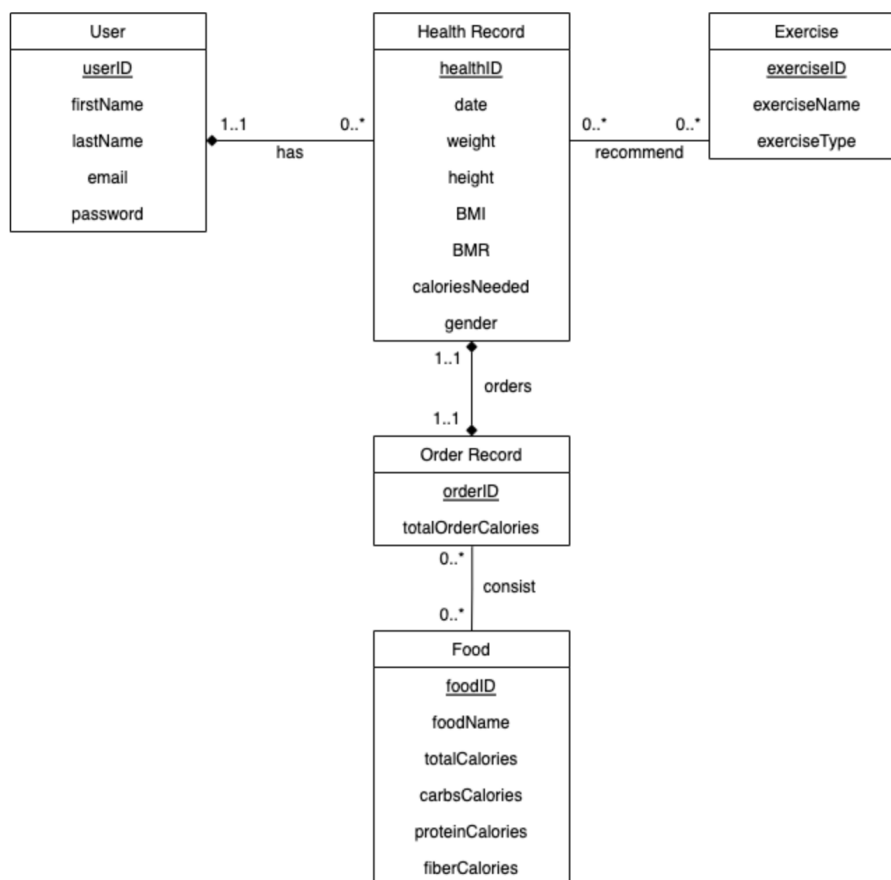 User
userID
firstName
lastName
email
password
1..1
0..*
has
Health Record
healthID
date
weight
height
BMI
BMR
caloriesNeeded
gender
0..*
0..*
recommend
Exercise
exerciseID
exerciseName
exerciseType
1..1
orders
1..1
Order Record
orderID
totalOrderCalories
0..*
consist
0..*
Food
foodID
foodName
totalCalories
carbsCalories
proteinCalories
fiberCalories